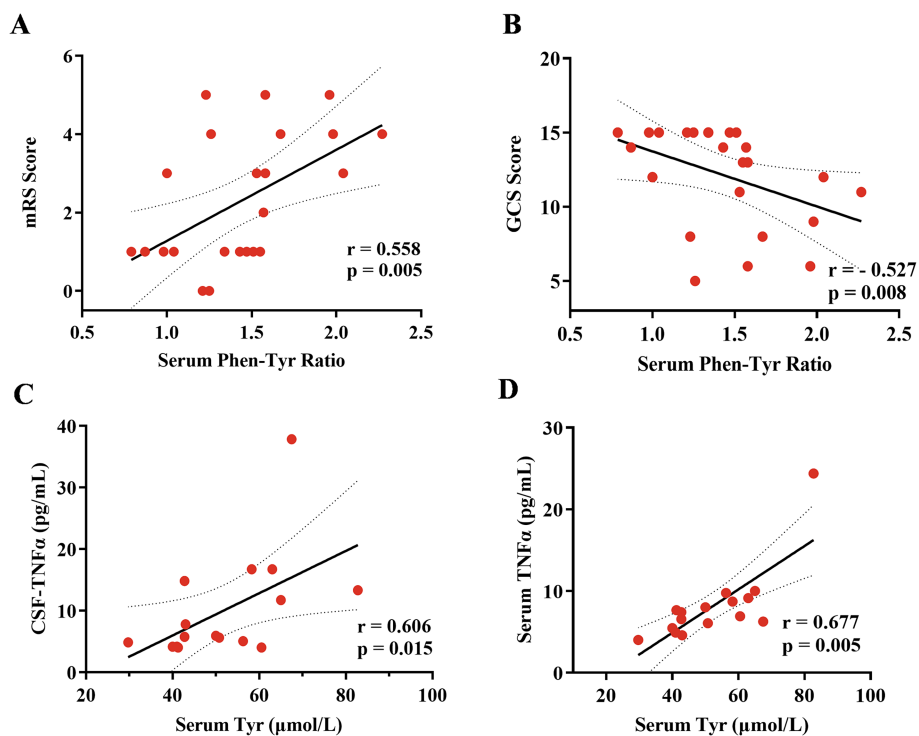 A
6
4
2
0
mRS Score
r = 0.558
p = 0.005
0.5 1.0 1.5 2.0 2.5
Serum Phen-Tyr Ratio
B
20
15
10
5
GCS Score
r = - 0.527
p = 0.008
0.5 1.0 1.5 2.0 2.5
Serum Phen-Tyr Ratio
C
40
30
20
10
0
CSF-TNFα (pg/mL)
r = 0.606
p = 0.015
20 40 60 80 100
Serum Tyr (μmol/L)
D
30
20
10
0
Serum TNFα (pg/mL)
r = 0.677
p = 0.005
20 40 60 80 100
Serum Tyr (μmol/L)